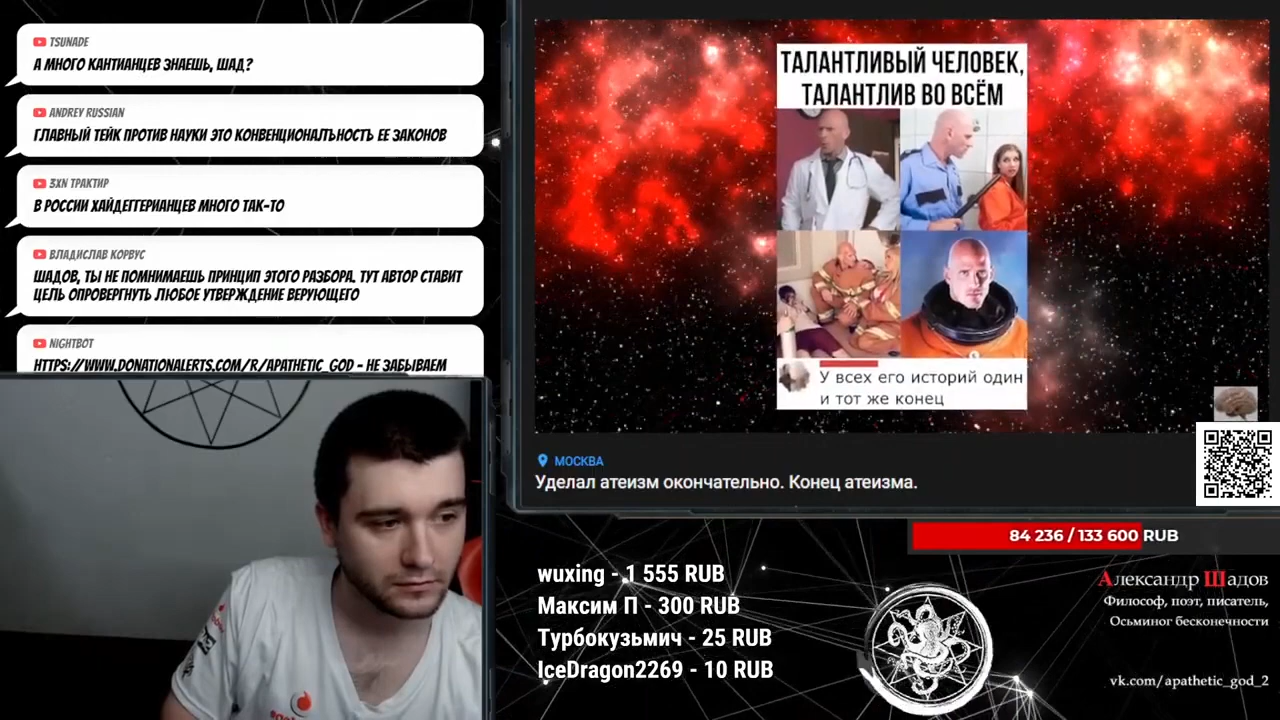 TSUNADE
А МНОГО КАНТИАНЦЕВ ЗНАЕШЬ, ШАД?
ANDREY RUSSIAN
ГЛАВНЫЙ ТЕЙК ПРОТИВ НАУКИ ЭТО КОНВЕНЦИОНАЛЬНОСТЬ ЕЕ ЗАКОНОВ
ЗХN ТРАКТИР
В РОССИИ ХАЙДЕГГЕРИАНЦЕВ МНОГО ТАК-ТО
ВЛАДИСЛАВ КОРВУС
ШАДОВ, ТЫ НЕ ПОНИМАЕШЬ ПРИНЦИП ЭТОГО РАЗБОРА. ТУТ АВТОР СТАВИТ
ЦЕЛЬ ОПРОВЕРГНУТЬ ЛЮБОЕ УТВЕРЖДЕНИЕ ВЕРУЮЩЕГО
NIGHTBOT
HTTPS://WWW.DONATIONALERTS.COM/R/APATHETIC_GOD - НЕ ЗАБЫВАЕМ
ТАЛАНТЛИВЫЙ ЧЕЛОВЕК,
ТАЛАНТЛИВ ВО ВСЁМ
У всех его историй один
и тот же конец
МОСКВА
Уделал атеизм окончательно. Конец атеизма.
84 236 / 133 600 RUB
wuxing - 1 555 RUB
Максим П - 300 RUB
Турбокузьмич - 25 RUB
IceDragon2269 - 10 RUB
Александр Шадов
Философ, поэт, писатель,
Осьминог бесконечности
vk.com/apathetic_god_2